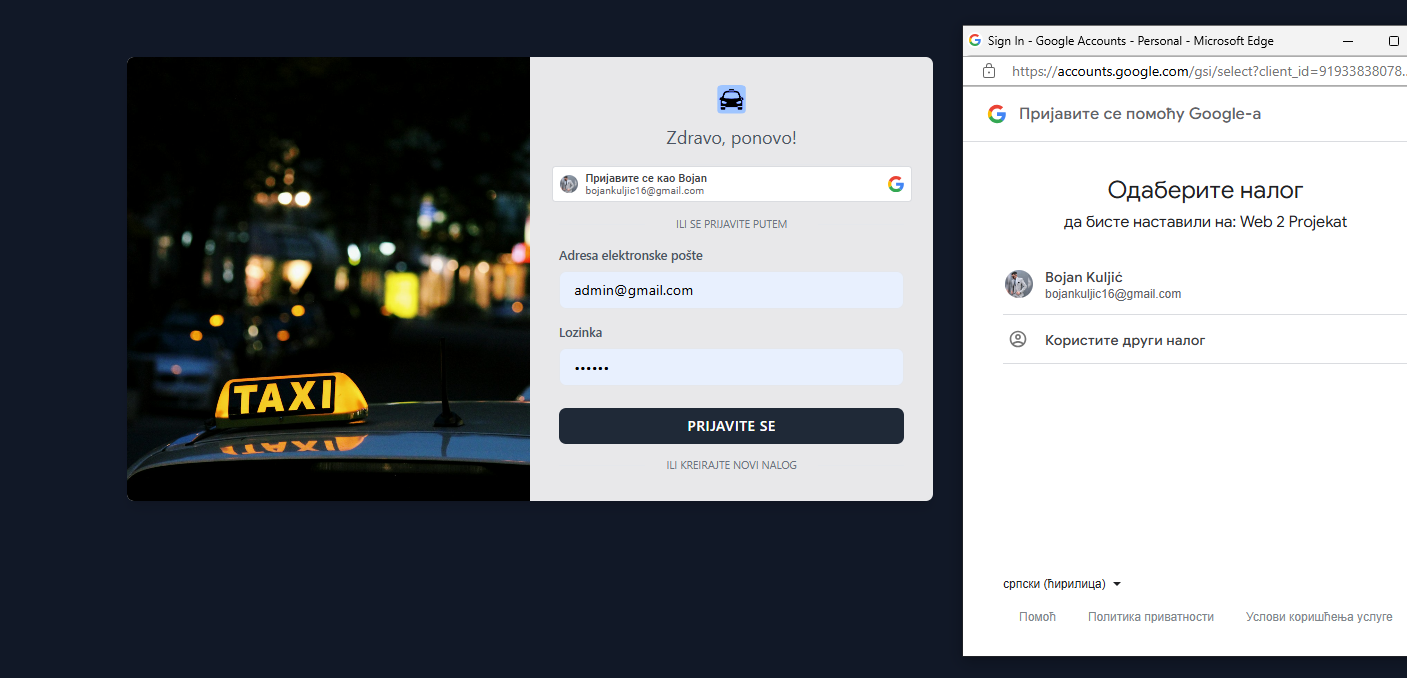 TAXI
Zdravo, ponovo!
Пријавите се као Bojan
bojankuljic16@gmail.com
ILI SE PRIJAVITE PUTEM
Adresa elektronske pošte
admin@gmail.com
Lozinka
••••••
PRIJAVITE SE
ILI KREIRAJTE NOVI NALOG
Sign In - Google Accounts - Personal - Microsoft Edge
https://accounts.google.com/gsi/select?client_id=91933838078...
Пријавите се помоћу Google-а
Одаберите налог
да бисте наставили на: Web 2 Projekat
Bojan Kuljić
bojankuljic16@gmail.com
Користите други налог
српски (ћирилица)
Помоћ Политика приватности Услови коришћења услуге